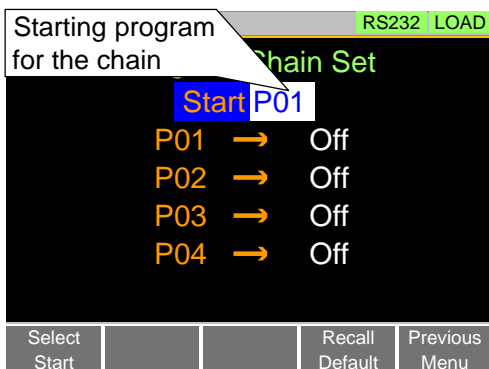 Starting program
for the chain
RS232 LOAD
Chain Set
Start P01
P01 → Off
P02 → Off
P03 → Off
P04 → Off
Select Start
Recall Default
Previous Menu